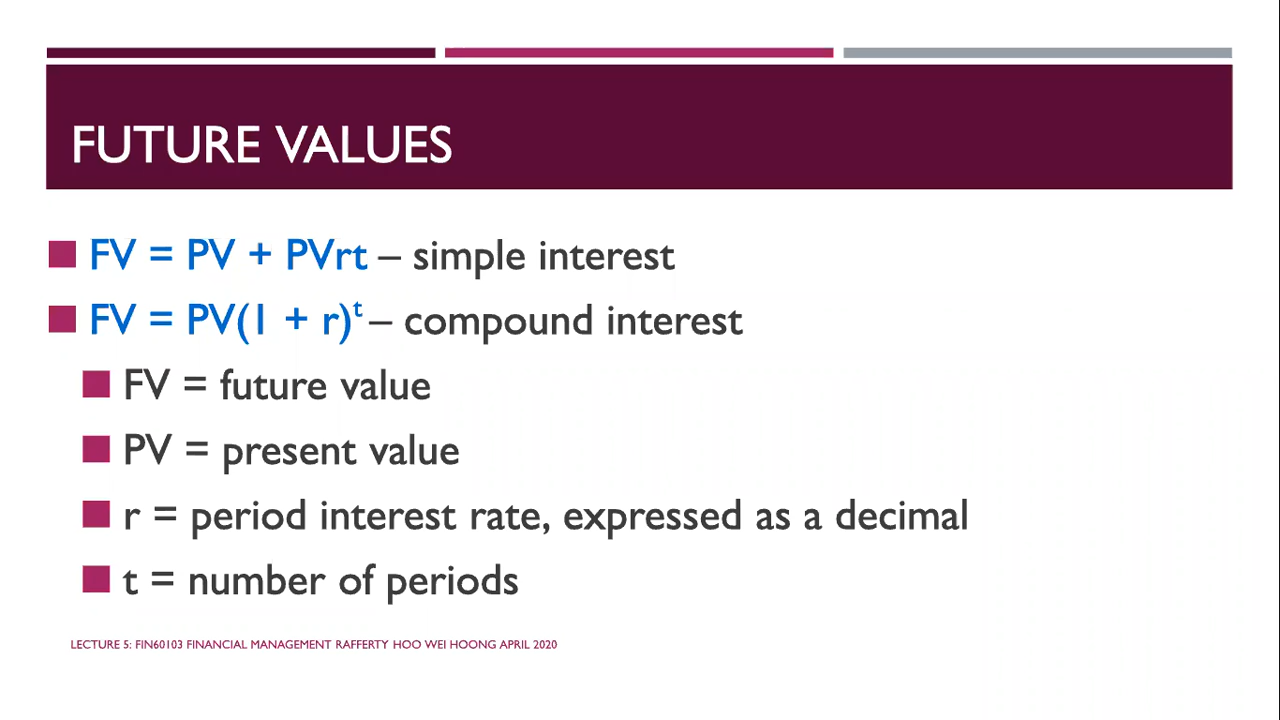 FUTURE VALUES
FV = PV + PVrt – simple interest
FV = PV(1 + r)^t – compound interest
FV = future value
PV = present value
r = period interest rate, expressed as a decimal
t = number of periods
LECTURE 5: FIN60103 FINANCIAL MANAGEMENT RAFFERTY HOO WEI HOONG APRIL 2020